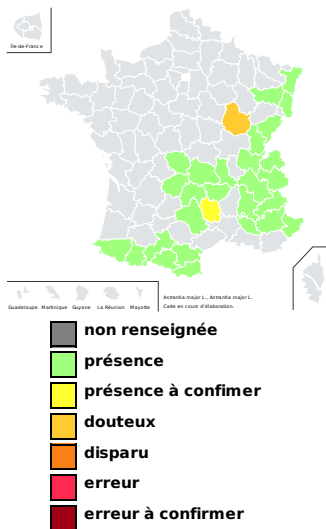 Île-de-France
Astrantia major L., Astrantia major L.
Carte en cours d'élaboration.
Guadeloupe Martinique Guyane La Réunion Mayotte
non renseignée
présence
présence à confimer
douteux
disparu
erreur
erreur à confirmer